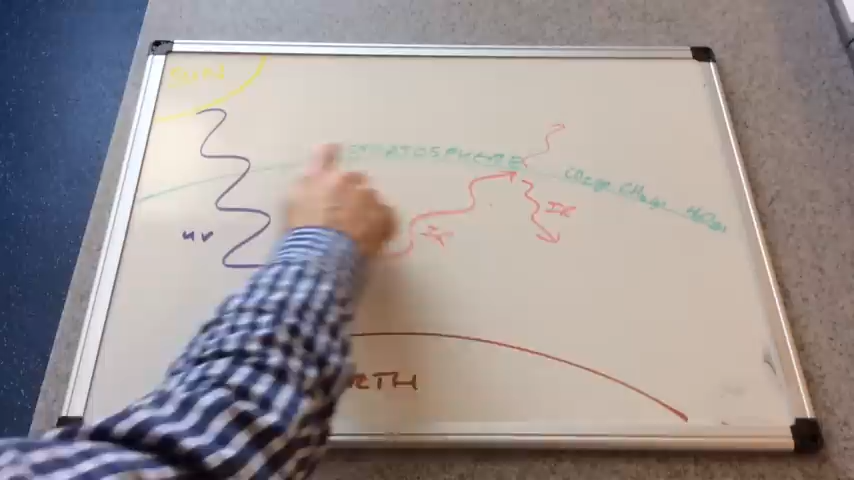 SUN
STRATOSPHERE
CO2(g) CH4(g) H2O(g)
UV
IR
IR
RTH